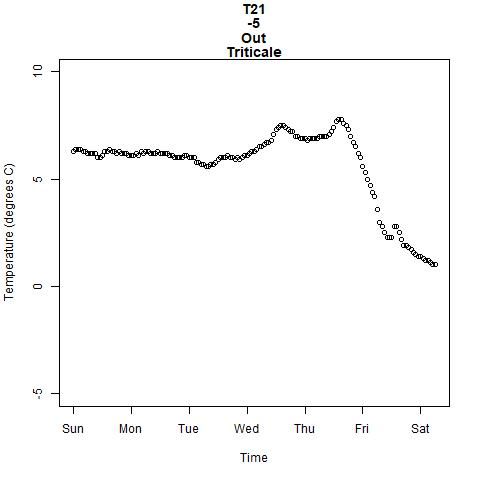 T21
-5
Out
Triticale
Temperature (degrees C)
10
5
0
-5
Sun Mon Tue Wed Thu Fri Sat
Time